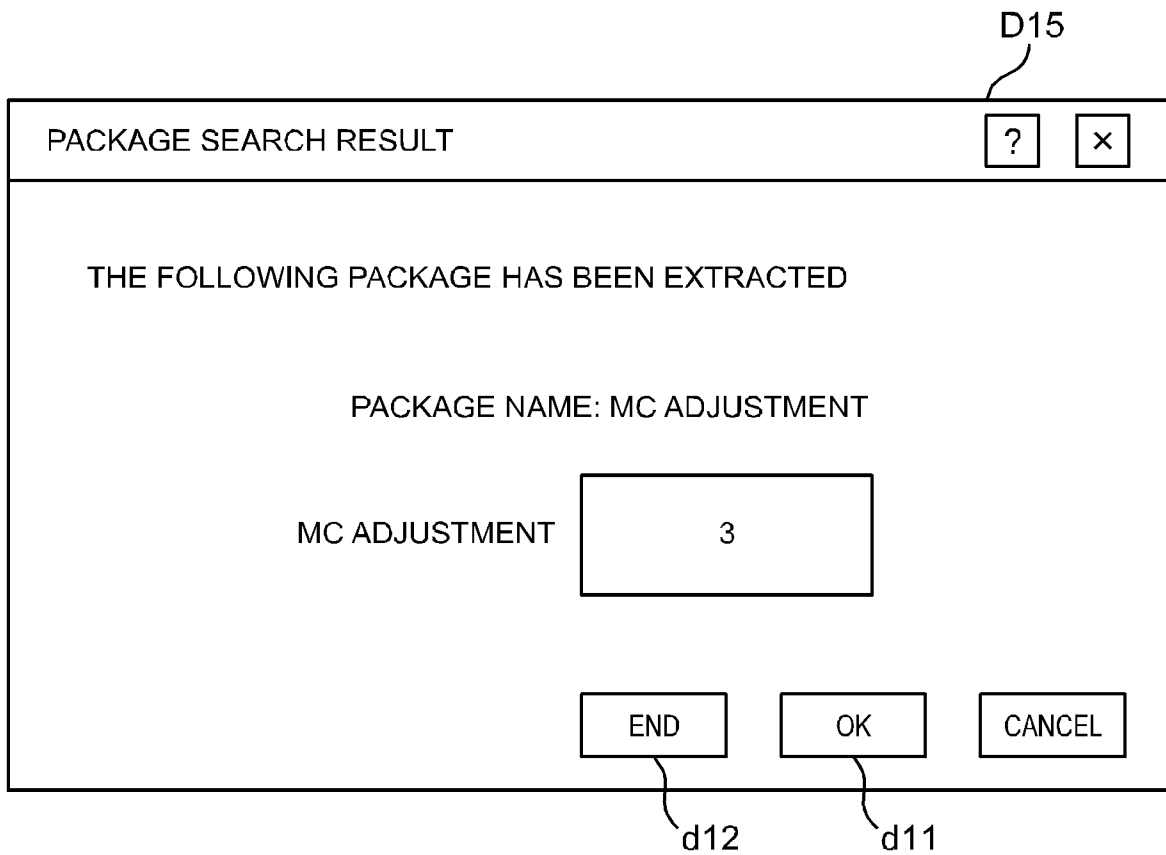 D15
PACKAGE SEARCH RESULT ? ×
THE FOLLOWING PACKAGE HAS BEEN EXTRACTED
PACKAGE NAME: MC ADJUSTMENT
MC ADJUSTMENT 3
END OK CANCEL
d12 d11